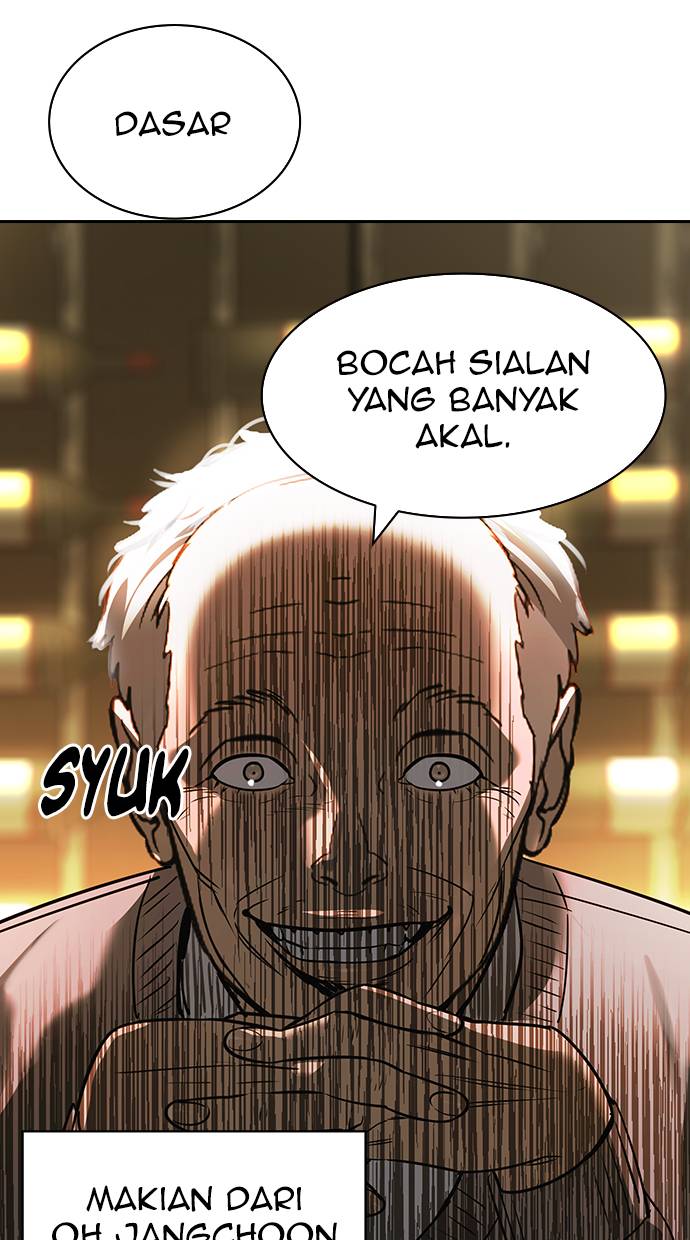 DASAR
BOCAH SIALAN
YANG BANYAK
AKAL.
SYUK
MAKIAN DARI
OH JANGCHOON